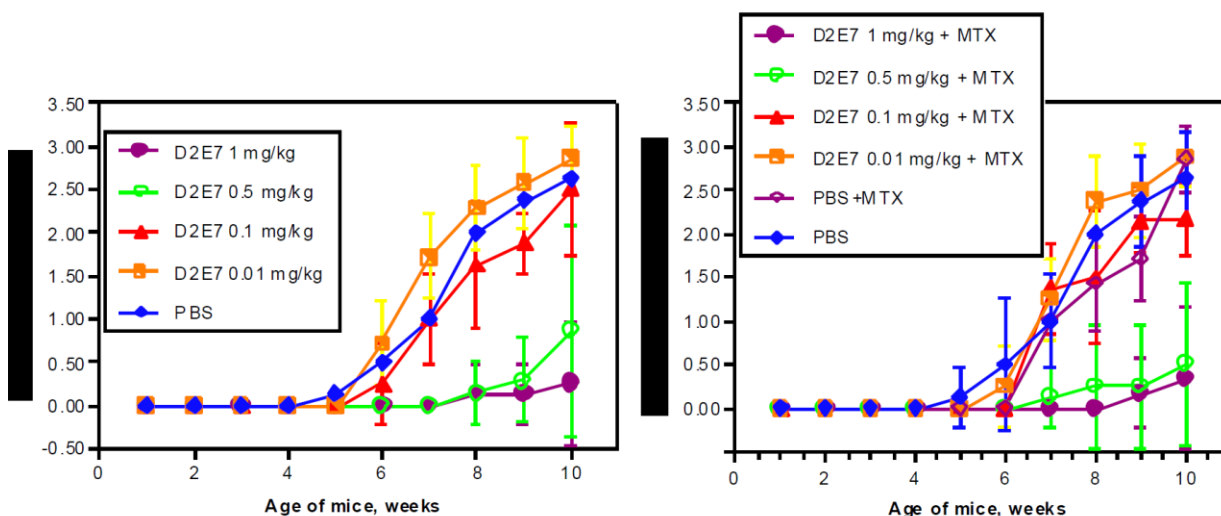 3.50
3.00
2.50
2.00
1.50
1.00
0.50
0.00
-0.50
0
2
4
6
8
10
D2E7 1 mg/kg
D2E7 0.5 mg/kg
D2E7 0.1 mg/kg
D2E7 0.01 mg/kg
PBS
Age of mice, weeks
D2E7 1 mg/kg + MTX
D2E7 0.5 mg/kg + MTX
D2E7 0.1 mg/kg + MTX
D2E7 0.01 mg/kg + MTX
PBS +MTX
PBS
3.50
3.00
2.50
2.00
1.50
1.00
0.50
0.00
0
2
4
6
8
10
Age of mice, weeks